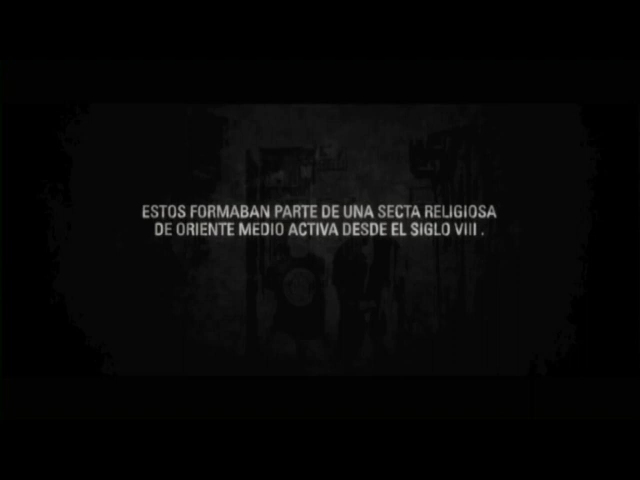 ESTOS FORMABAN PARTE DE UNA SECTA RELIGIOSA
DE ORIENTE MEDIO ACTIVA DESDE EL SIGLO VIII .